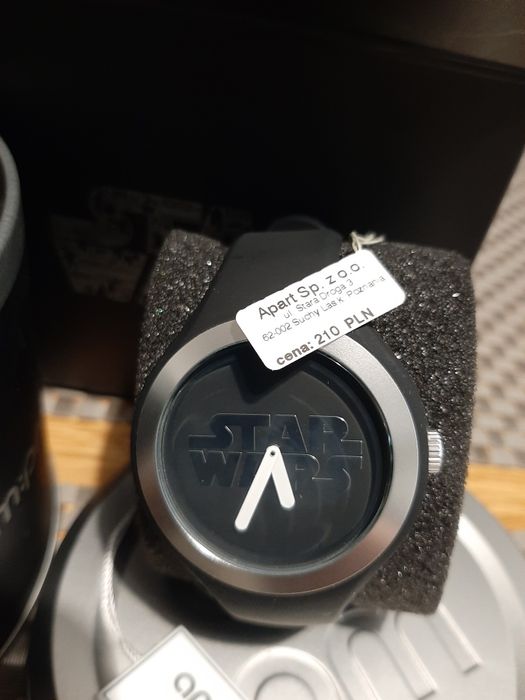 Apart Sp. z o.o.
ul. Stara Droga 3
62-002 Suchy Las k. Poznania
cena: 210 PLN
STAR
WARS